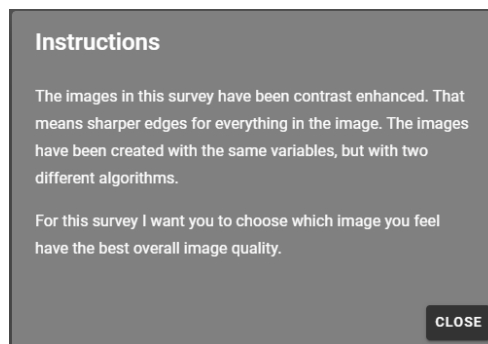 Instructions
The images in this survey have been contrast enhanced. That
means sharper edges for everything in the image. The images
have been created with the same variables, but with two
different algorithms.
For this survey I want you to choose which image you feel
have the best overall image quality.
CLOSE